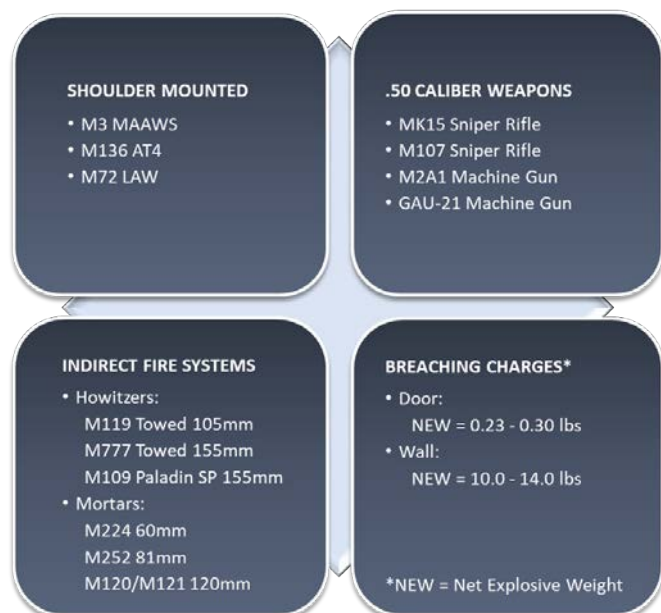 SHOULDER MOUNTED
• M3 MAAWS
• M136 AT4
• M72 LAW
.50 CALIBER WEAPONS
• MK15 Sniper Rifle
• M107 Sniper Rifle
• M2A1 Machine Gun
• GAU-21 Machine Gun
INDIRECT FIRE SYSTEMS
• Howitzers:
M119 Towed 105mm
M777 Towed 155mm
M109 Paladin SP 155mm
• Mortars:
M224 60mm
M252 81mm
M120/M121 120mm
BREACHING CHARGES*
• Door:
NEW = 0.23 - 0.30 lbs
• Wall:
NEW = 10.0 - 14.0 lbs
*NEW = Net Explosive Weight